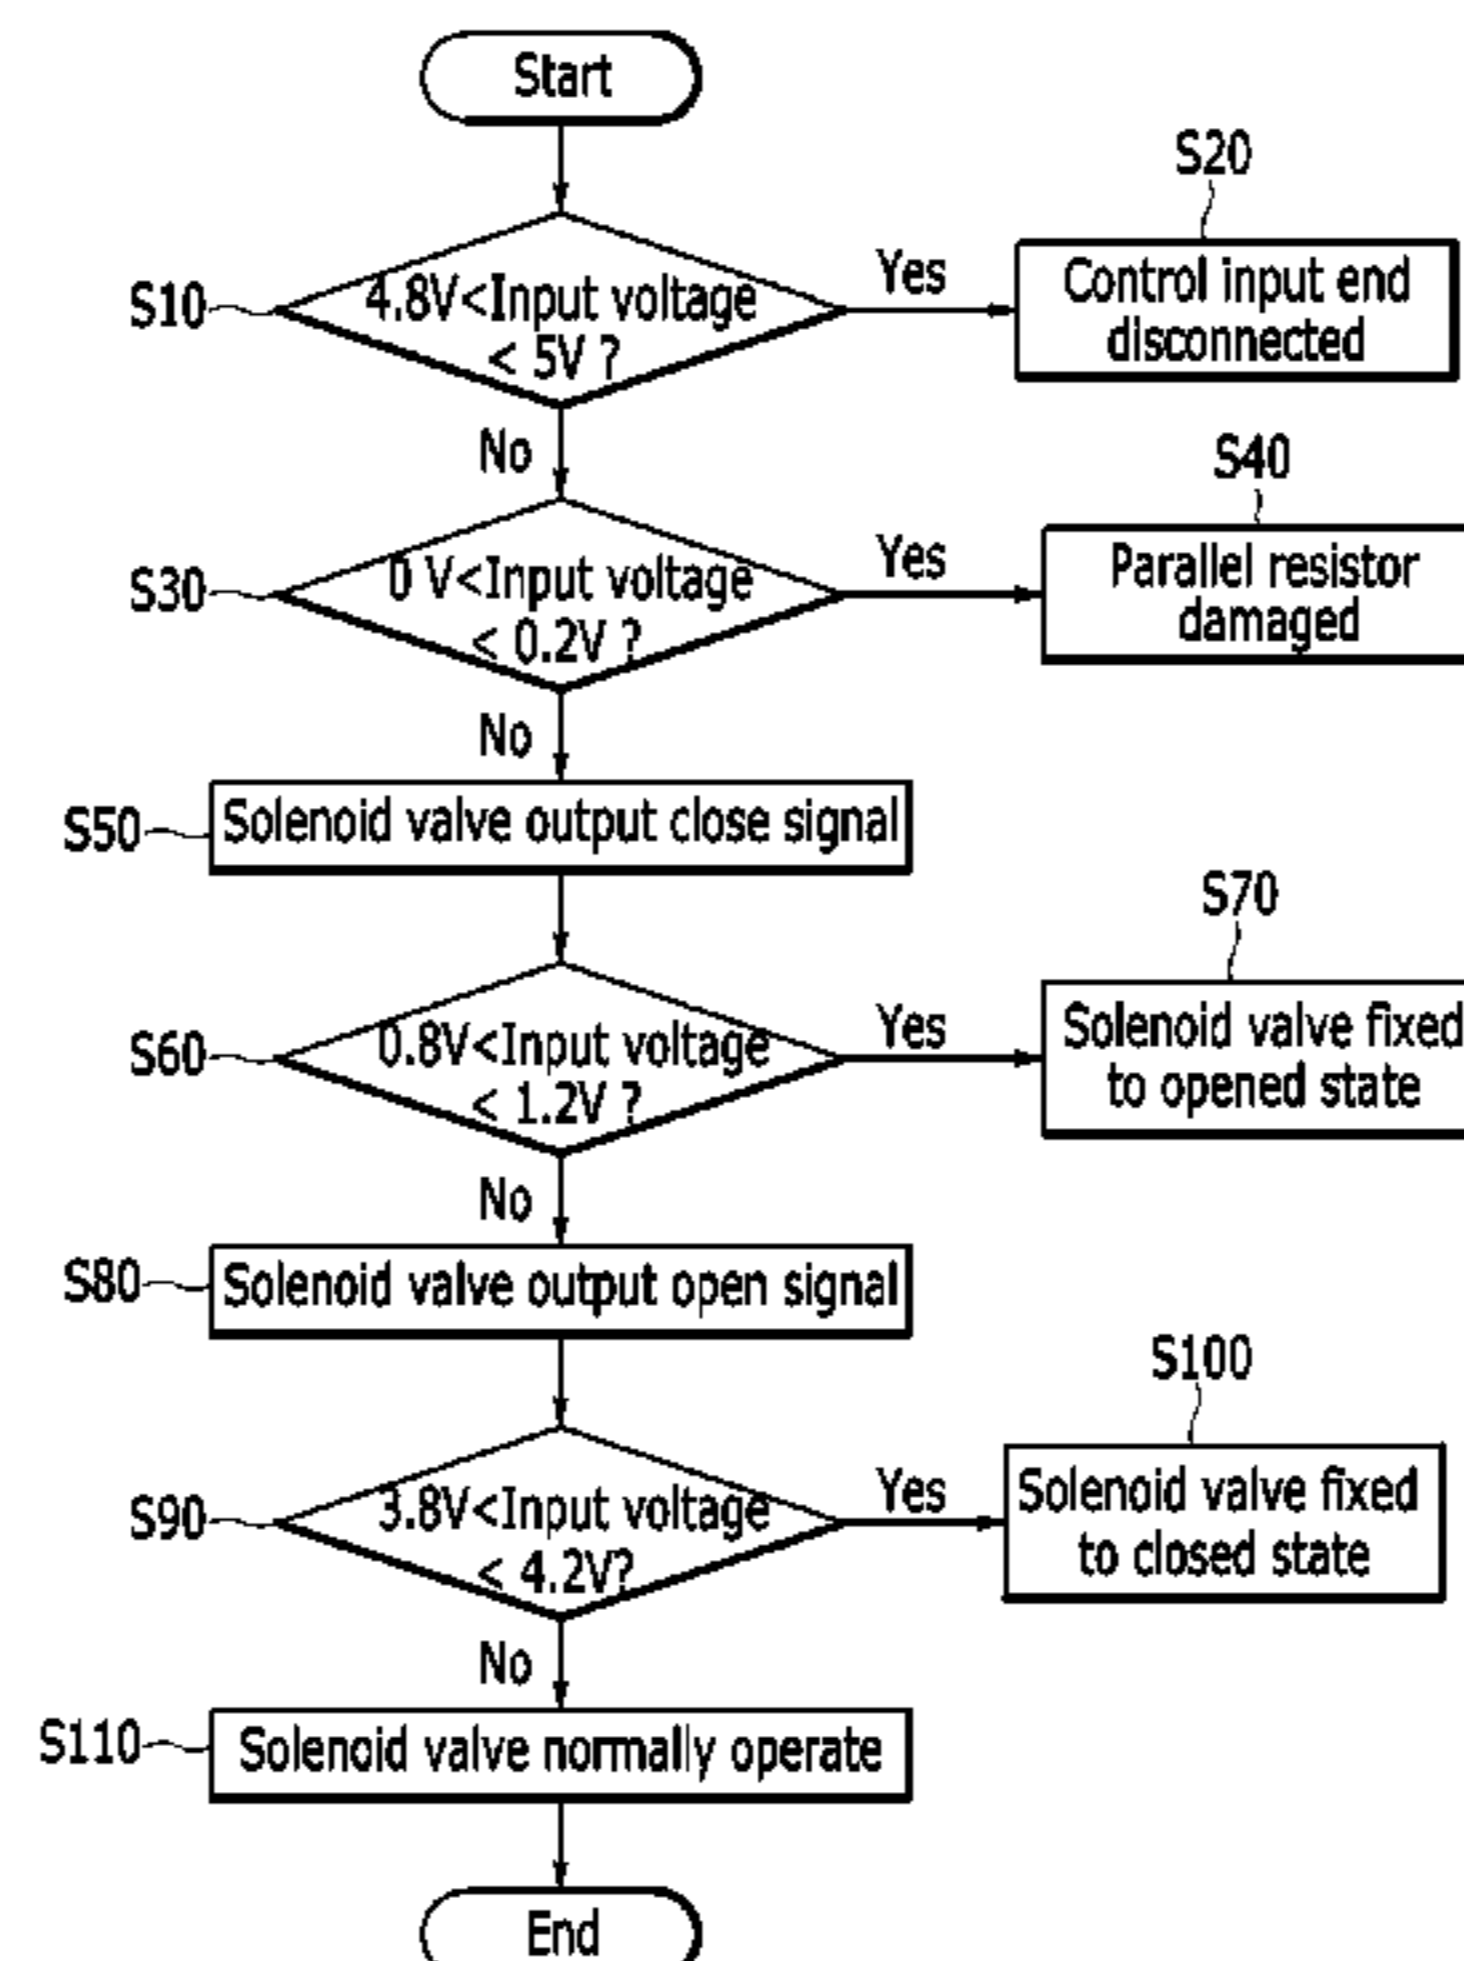 Start
S20
S10
4.8V<Input voltage
< 5V ?
Yes
Control input end
disconnected
No
S40
S30
0 V<Input voltage
< 0.2V ?
Yes
Parallel resistor
damaged
No
S50
Solenoid valve output close signal
S70
S60
0.8V<Input voltage
< 1.2V ?
Yes
Solenoid valve fixed
to opened state
No
S80
Solenoid valve output open signal
S100
S90
3.8V<Input voltage
< 4.2V?
Yes
Solenoid valve fixed
to closed state
No
S110
Solenoid valve normally operate
End